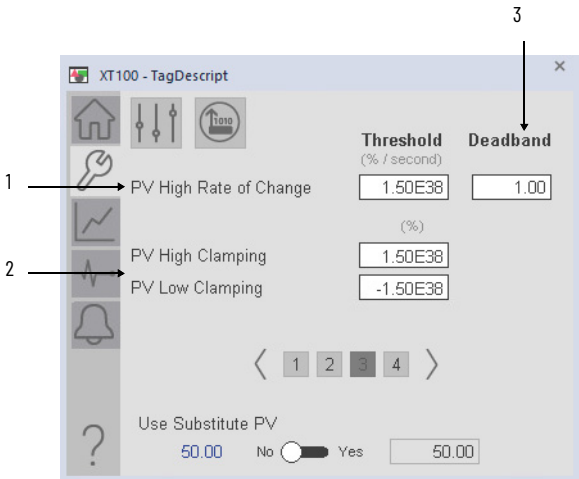 3
XT100 - TagDescript ×
1010
Threshold Deadband
(% / second)
1 PV High Rate of Change 1.50E38 1.00
(%)
PV High Clamping 1.50E38
2
PV Low Clamping -1.50E38
1 2 3 4
Use Substitute PV
50.00 No Yes 50.00
?